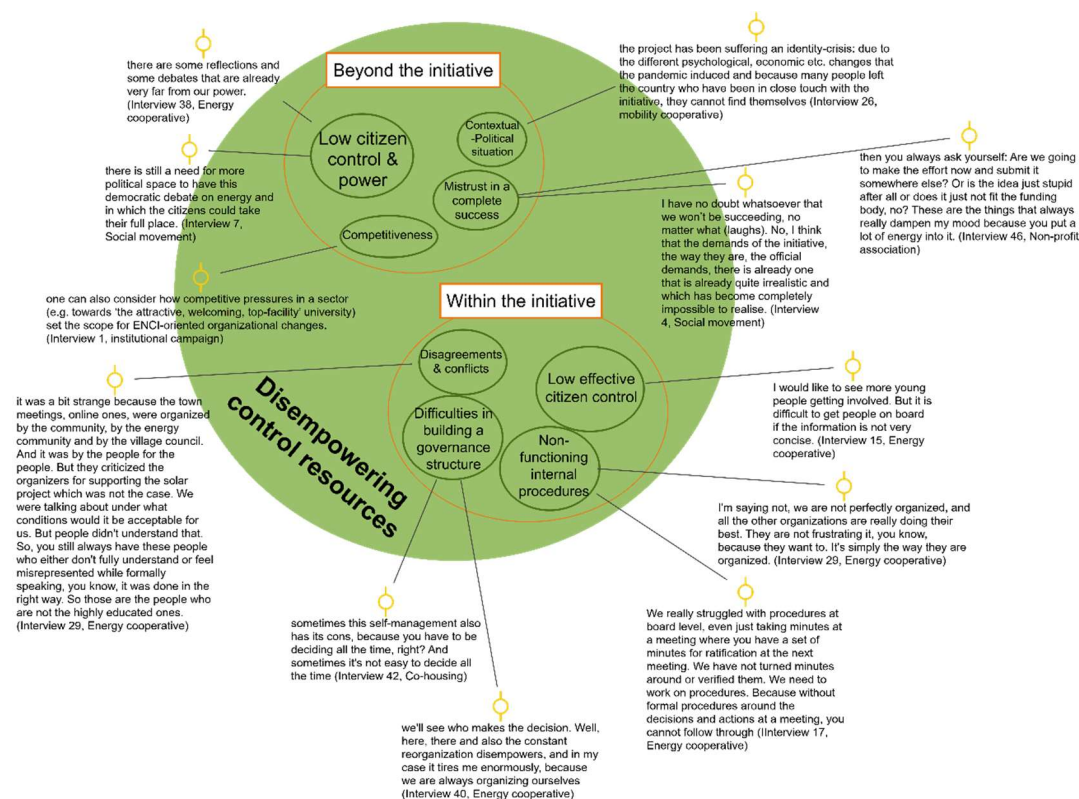 there are some reflections and
some debates that are already
very far from our power.
(Interview 38, Energy
cooperative)
Beyond the initiative
the project has been suffering an identity-crisis: due to
the different psychological, economic etc. changes that
the pandemic induced and because many people left
the country who have been in close touch with the
initiative, they cannot find themselves (Interview 26,
mobility cooperative)
Low citizen
control &
power
Contextual
-Political
situation
Mistrust in a
complete
success
Competitiveness
there is still a need for more
political space to have this
democratic debate on energy and
in which the citizens could take
their full place. (Interview 7,
Social movement)
then you always ask yourself: Are we going
to make the effort now and submit it
somewhere else? Or is the idea just stupid
after all or does it just not fit the funding
body, no? These are the things that always
really dampen my mood because you put a
lot of energy into it. (Interview 46, Non-profit
association)
I have no doubt whatsoever that
we won't be succeeding, no
matter what (laughs). No, I think
that the demands of the initiative,
the way they are, the official
demands, there is already one
that is already quite irrealistic and
which has become completely
impossible to realise. (Interview
4, Social movement)
one can also consider how competitive pressures in a sector
(e.g. towards 'the attractive, welcoming, top-facility' university)
set the scope for ENCI-oriented organizational changes.
(Interview 1, institutional campaign)
Within the initiative
Disagreements
& conflicts
Low effective
citizen control
Difficulties in
building a
governance
structure
Non-
functioning
internal
procedures
Disempowering
control resources
it was a bit strange because the town
meetings, online ones, were organized
by the community, by the energy
community and by the village council.
And it was by the people for the
people. But they criticized the
organizers for supporting the solar
project which was not the case. We
were talking about under what
conditions would it be acceptable for
us. But people didn't understand that.
So, you still always have these people
who either don't fully understand or feel
misrepresented while formally
speaking, you know, it was done in the
right way. So those are the people who
are not the highly educated ones.
(Interview 29, Energy cooperative)
I would like to see more young
people getting involved. But it is
difficult to get people on board
if the information is not very
concise. (Interview 15, Energy
cooperative)
I'm saying not, we are not perfectly organized, and
all the other organizations are really doing their
best. They are not frustrating it, you know,
because they want to. It's simply the way they are
organized. (Interview 29, Energy cooperative)
sometimes this self-management also
has its cons, because you have to be
deciding all the time, right? And
sometimes it's not easy to decide all
the time (Interview 42, Co-housing)
We really struggled with procedures at
board level, even just taking minutes at
a meeting where you have a set of
minutes for ratification at the next
meeting. We have not turned minutes
around or verified them. We need to
work on procedures. Because without
formal procedures around the
decisions and actions at a meeting, you
cannot follow through (IInterview 17,
Energy cooperative)
we'll see who makes the decision. Well,
here, there and also the constant
reorganization disempowers, and in my
case it tires me enormously, because
we are always organizing ourselves
(Interview 40, Energy cooperative)